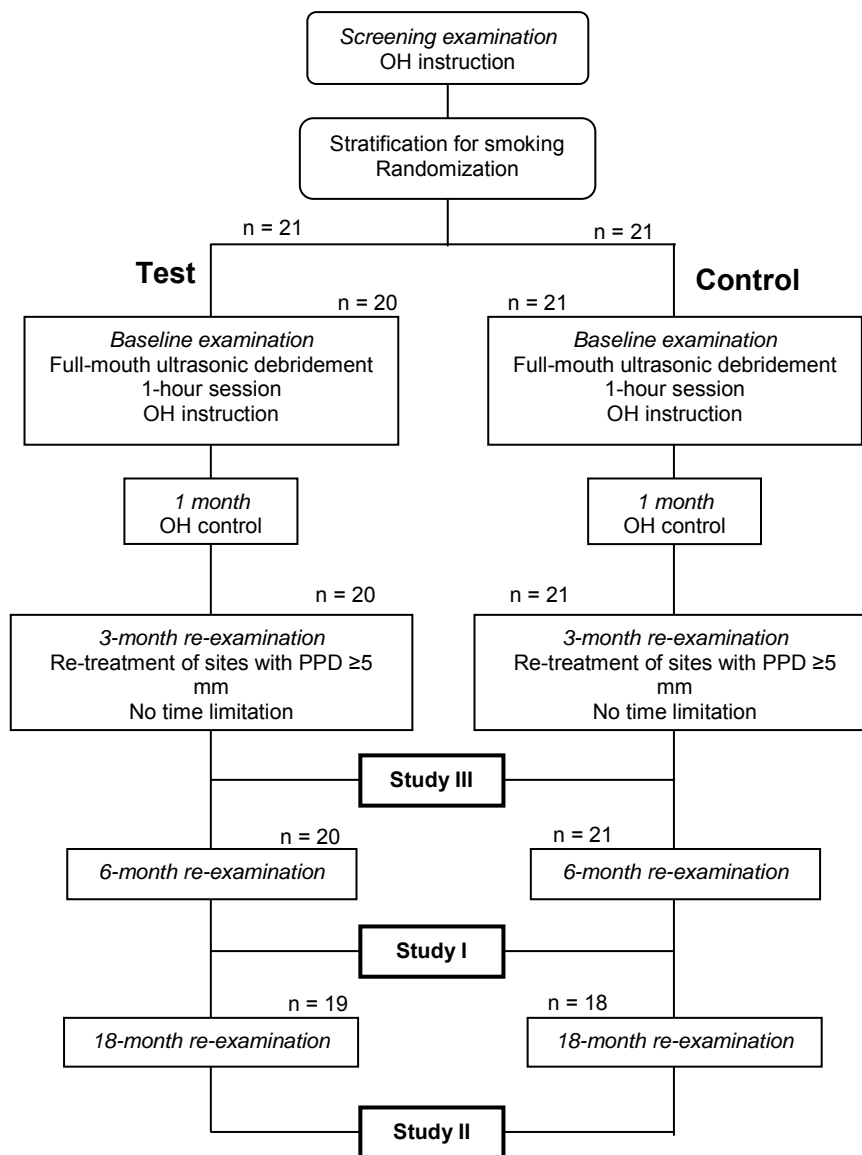 Screening examination
OH instruction
Stratification for smoking
Randomization
n = 21
n = 21
Test
Control
n = 20
n = 21
Baseline examination
Full-mouth ultrasonic debridement
1-hour session
OH instruction
Baseline examination
Full-mouth ultrasonic debridement
1-hour session
OH instruction
1 month
OH control
1 month
OH control
n = 20
n = 21
3-month re-examination
Re-treatment of sites with PPD ≥5
mm
No time limitation
3-month re-examination
Re-treatment of sites with PPD ≥5
mm
No time limitation
Study III
n = 20
n = 21
6-month re-examination
6-month re-examination
Study I
n = 19
n = 18
18-month re-examination
18-month re-examination
Study II